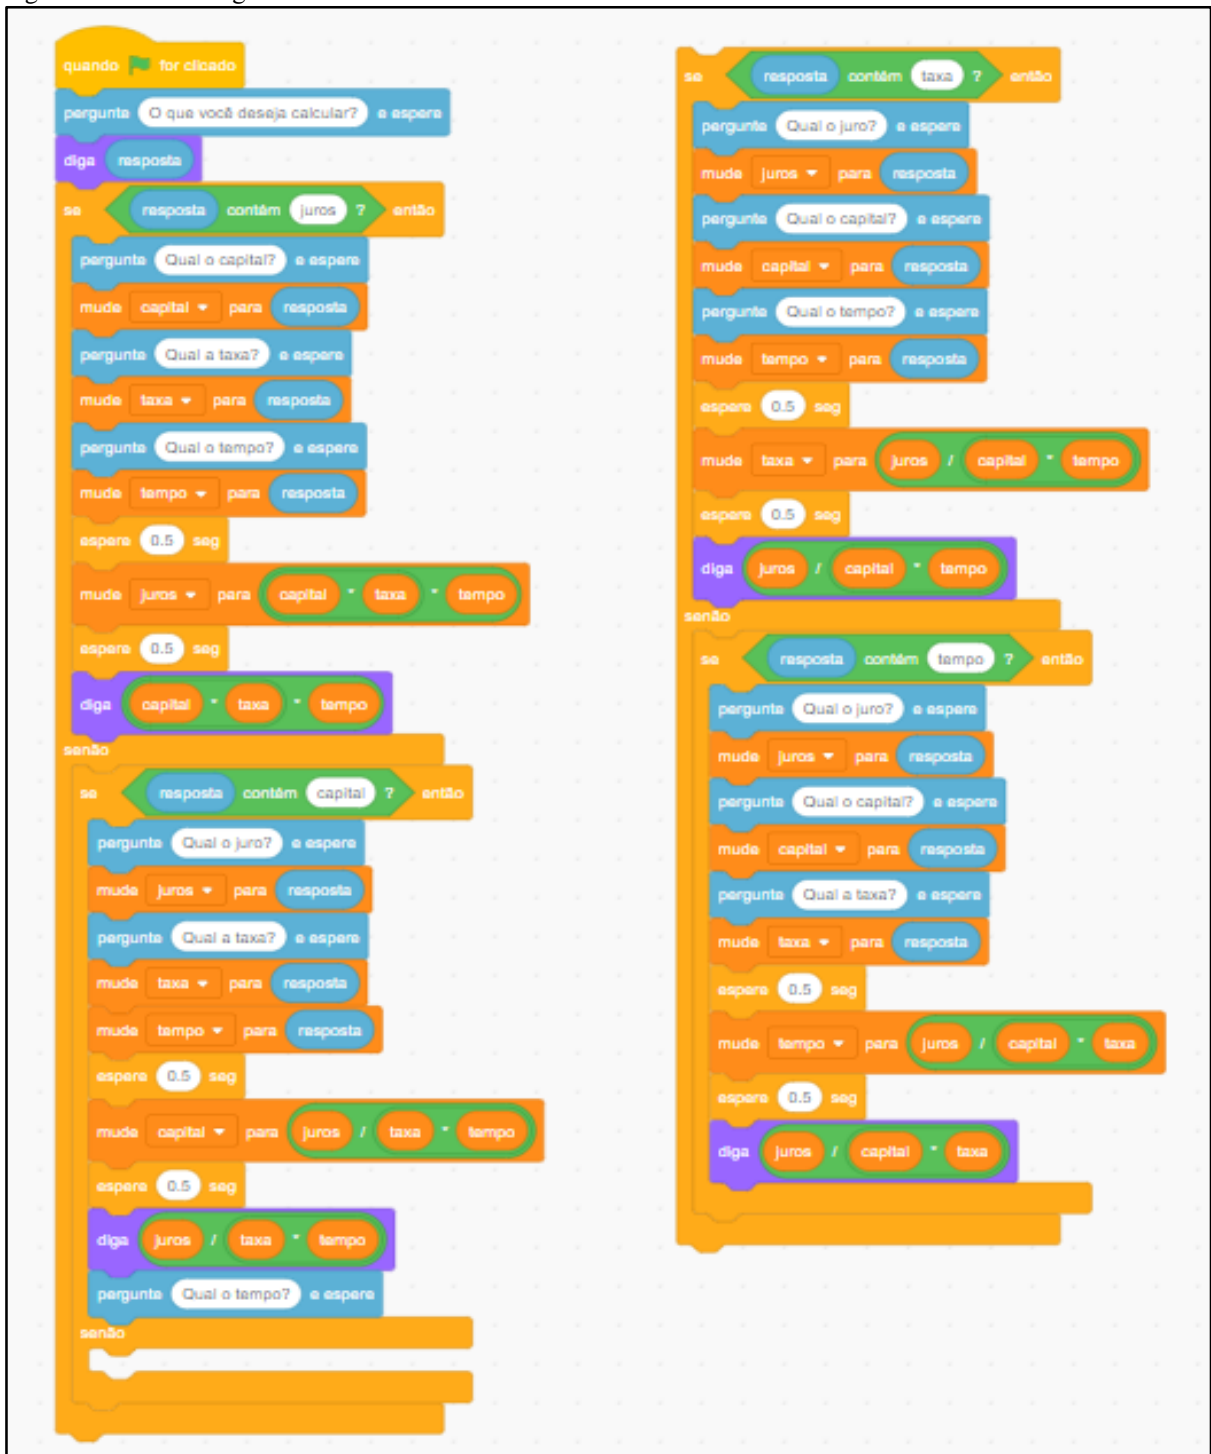 quando for clicado
pergunte O que você deseja calcular? e espere
diga resposta
se resposta contém juros ? então
pergunte Qual o capital? e espere
mude capital para resposta
pergunte Qual a taxa? e espere
mude taxa para resposta
pergunte Qual o tempo? e espere
mude tempo para resposta
espere 0.5 seg
mude juros para capital * taxa * tempo
espere 0.5 seg
diga capital * taxa * tempo
senão
se resposta contém capital ? então
pergunte Qual o juro? e espere
mude juros para resposta
pergunte Qual a taxa? e espere
mude taxa para resposta
mude tempo para resposta
espere 0.5 seg
mude capital para juros / taxa * tempo
espere 0.5 seg
diga juros / taxa * tempo
pergunte Qual o tempo? e espere
senão
se resposta contém taxa ? então
pergunte Qual o juro? e espere
mude juros para resposta
pergunte Qual o capital? e espere
mude capital para resposta
pergunte Qual o tempo? e espere
mude tempo para resposta
espere 0.5 seg
mude taxa para juros / capital * tempo
espere 0.5 seg
diga juros / capital * tempo
senão
se resposta contém tempo ? então
pergunte Qual o juro? e espere
mude juros para resposta
pergunte Qual o capital? e espere
mude capital para resposta
pergunte Qual a taxa? e espere
mude taxa para resposta
espere 0.5 seg
mude tempo para juros / capital * taxa
espere 0.5 seg
diga juros / capital * taxa